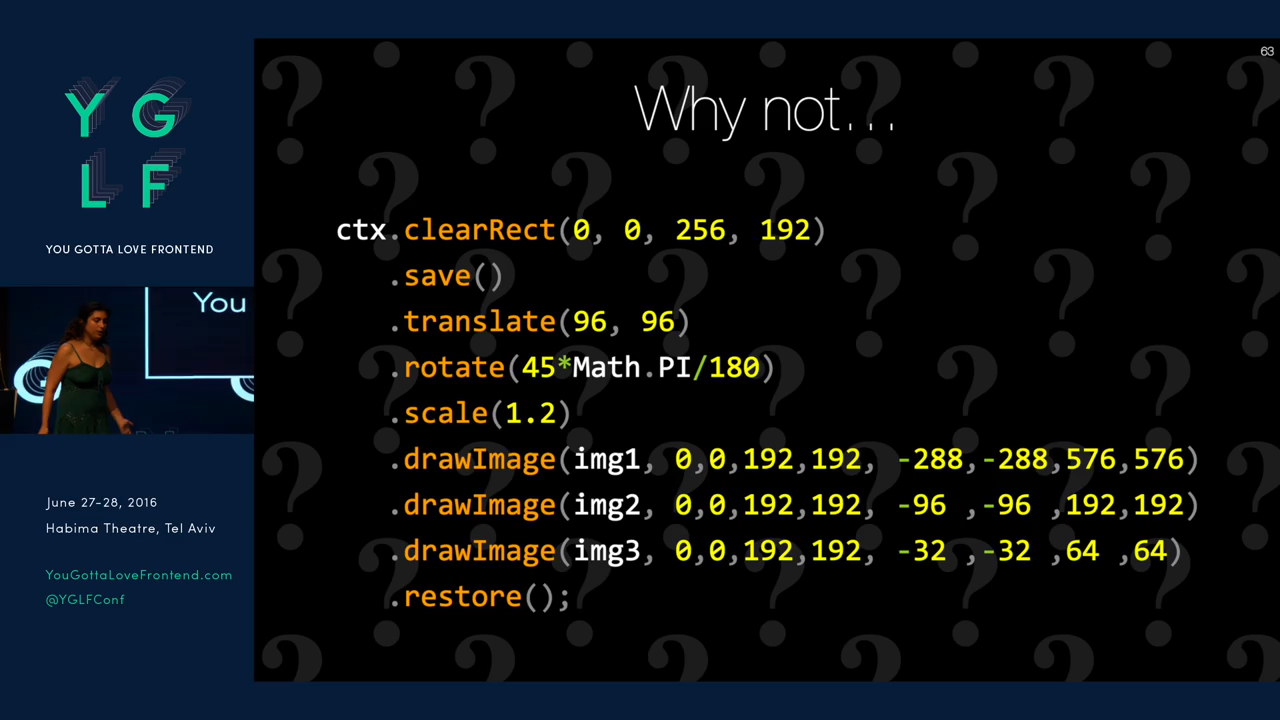 Y G
L F
YOU GOTTA LOVE FRONTEND
You
June 27-28, 2016
Habima Theatre, Tel Aviv
YouGottaLoveFrontend.com
@YGLFConf
63
Why not...
ctx.clearRect(0, 0, 256, 192)
.save()
.translate(96, 96)
.rotate(45*Math.PI/180)
.scale(1.2)
.drawImage(img1, 0,0,192,192, -288,-288,576,576)
.drawImage(img2, 0,0,192,192, -96 ,-96 ,192,192)
.drawImage(img3, 0,0,192,192, -32 ,-32 ,64 ,64)
.restore();